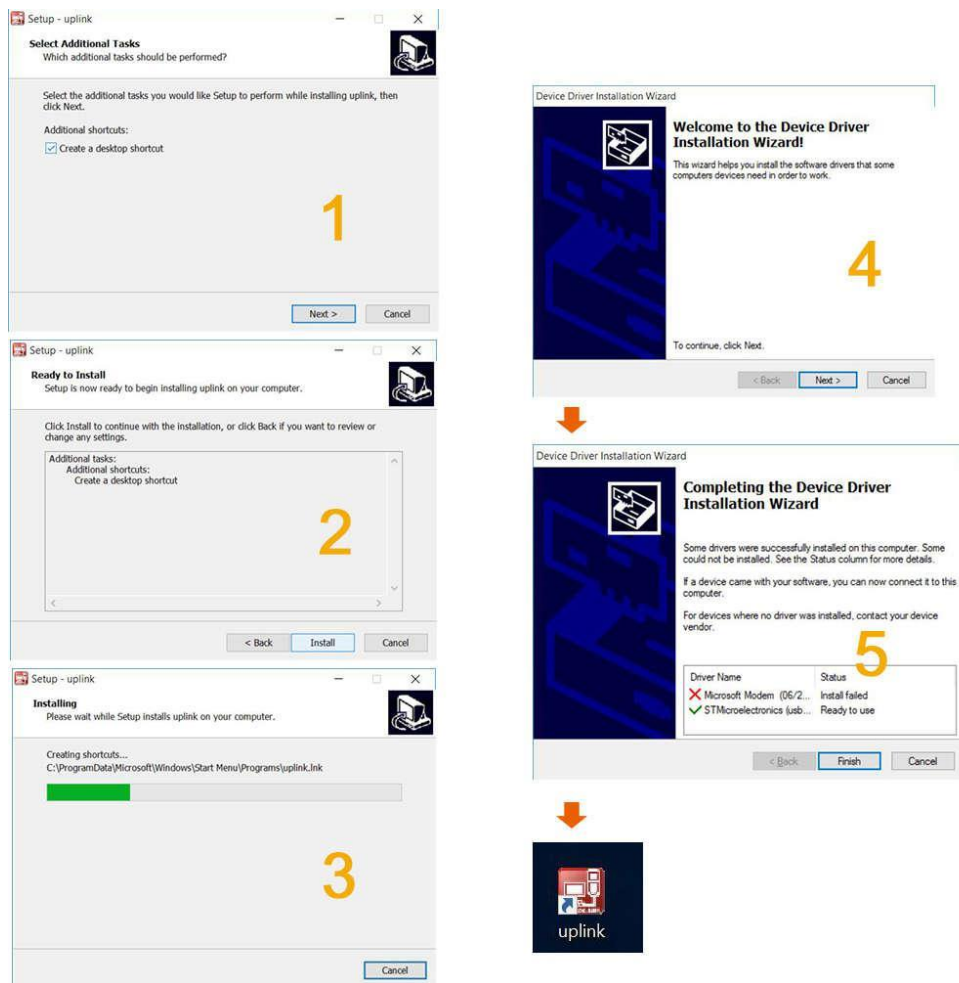 Setup - uplink
Select Additional Tasks
Which additional tasks should be performed?
Select the additional tasks you would like Setup to perform while installing uplink, then
click Next.
Additional shortcuts:
Create a desktop shortcut
1
Next >
Cancel
Setup - uplink
Ready to Install
Setup is now ready to begin installing uplink on your computer.
Click Install to continue with the installation, or click Back if you want to review or
change any settings.
Additional tasks:
Additional shortcuts:
Create a desktop shortcut
2
< Back
Install
Cancel
Setup - uplink
Installing
Please wait while Setup installs uplink on your computer.
Creating shortcuts...
C:\ProgramData\Microsoft\Windows\Start Menu\Programs\uplink.lnk
3
Cancel
Device Driver Installation Wizard
Welcome to the Device Driver
Installation Wizard!
This wizard helps you install the software drivers that some
computers devices need in order to work.
4
To continue, click Next.
< Back
Next >
Cancel
Device Driver Installation Wizard
Completing the Device Driver
Installation Wizard
Some drivers were successfully installed on this computer. Some
could not be installed. See the Status column for more details.
If a device came with your software, you can now connect it to this
computer.
For devices where no driver was installed, contact your device
vendor.
5
Driver Name Status
Microsoft Modem (06/2... Install failed
STMicroelectronics (usb... Ready to use
< Back
Finish
Cancel
uplink